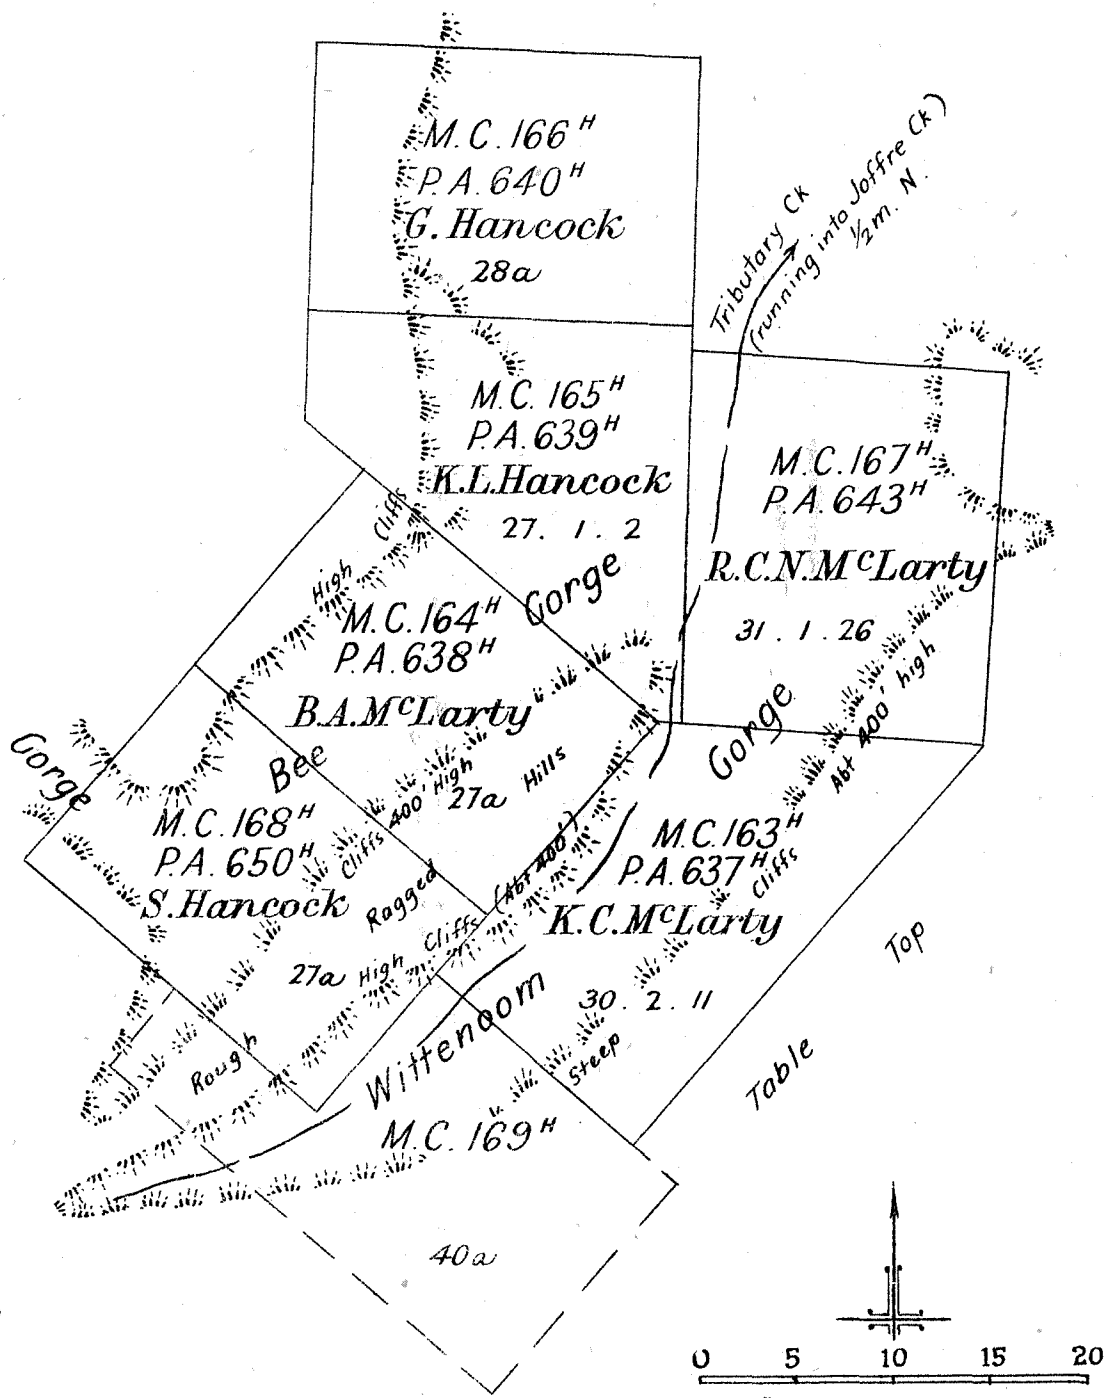 M.C. 166ᴴ
P.A. 640ᴴ
G. Hancock
28a
Tributary Ck
(running into Joffre Ck)
½m. N.
M.C. 165ᴴ
P.A. 639ᴴ
K.L. Hancock
27. 1. 2
M.C. 167ᴴ
P.A. 643ᴴ
R.C.N. McLarty
31. 1. 26
High Cliffs
Gorge
M.C. 164ᴴ
P.A. 638ᴴ
B.A. McLarty
27a
Hills
Gorge
Abt 400' high
Gorge
Bee
M.C. 168ᴴ
P.A. 650ᴴ
S. Hancock
27a
Cliffs 400' High
Ragged
High Cliffs (Abt 400')
Rough
M.C. 163ᴴ
P.A. 637ᴴ
K.C. McLarty
30. 2. 11
Steep
Cliffs
Wittenoom
Table Top
M.C. 169ᴴ
40a
0 5 10 15 20